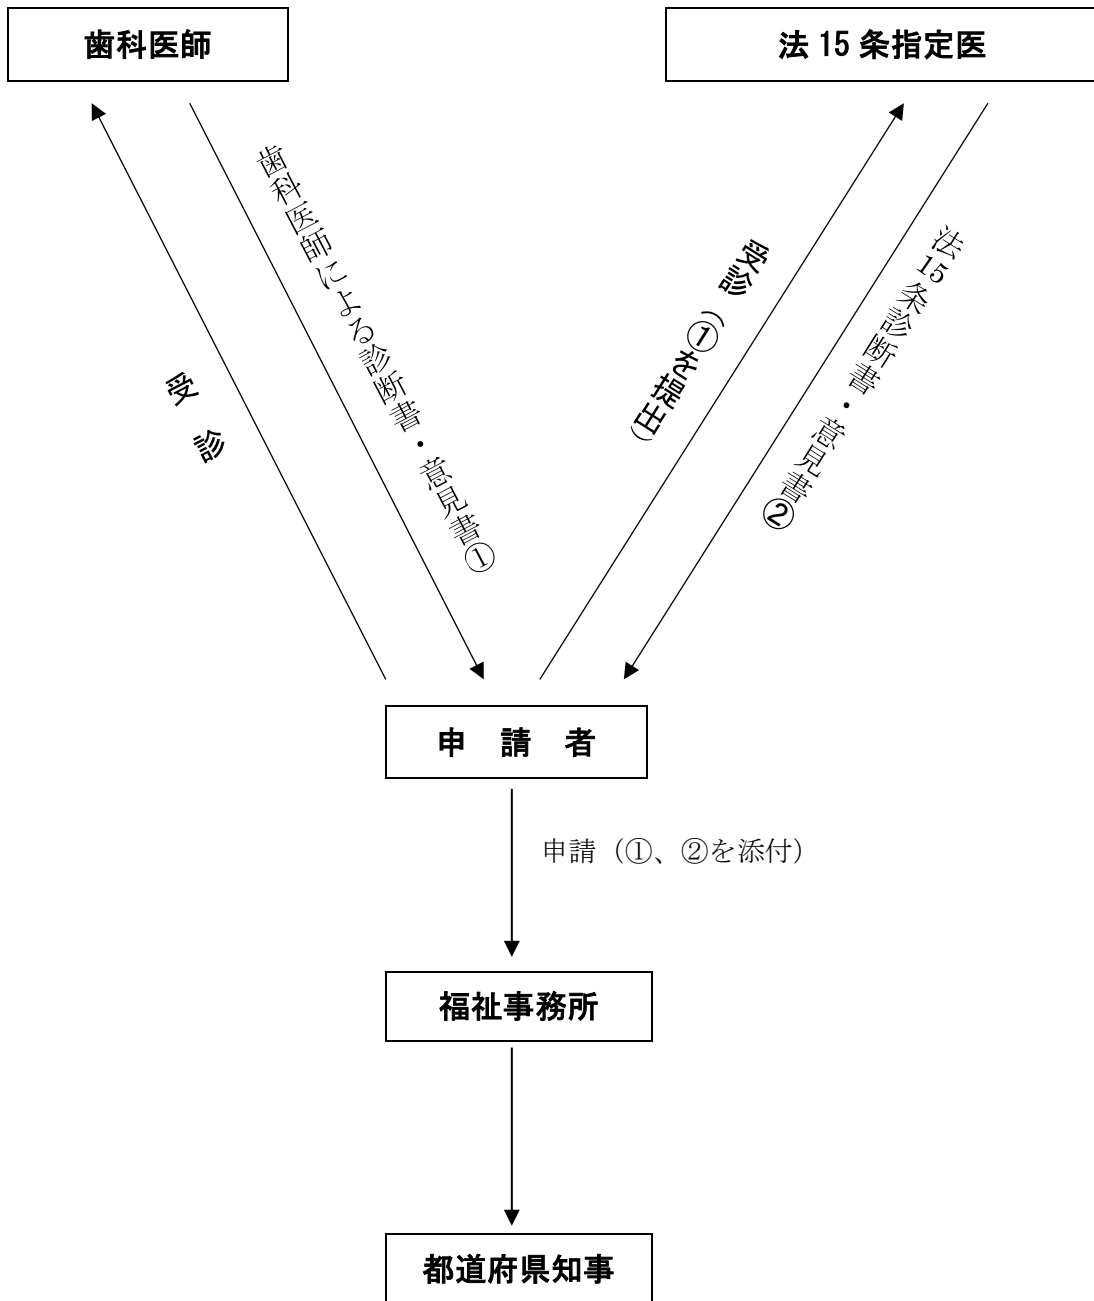 歯科医師
法 15 条指定医
受 診
歯科医師による診断書・意見書①
受診（①を提出）
法15条診断書・意見書②
申 請 者
申請（①、②を添付）
福祉事務所
都道府県知事